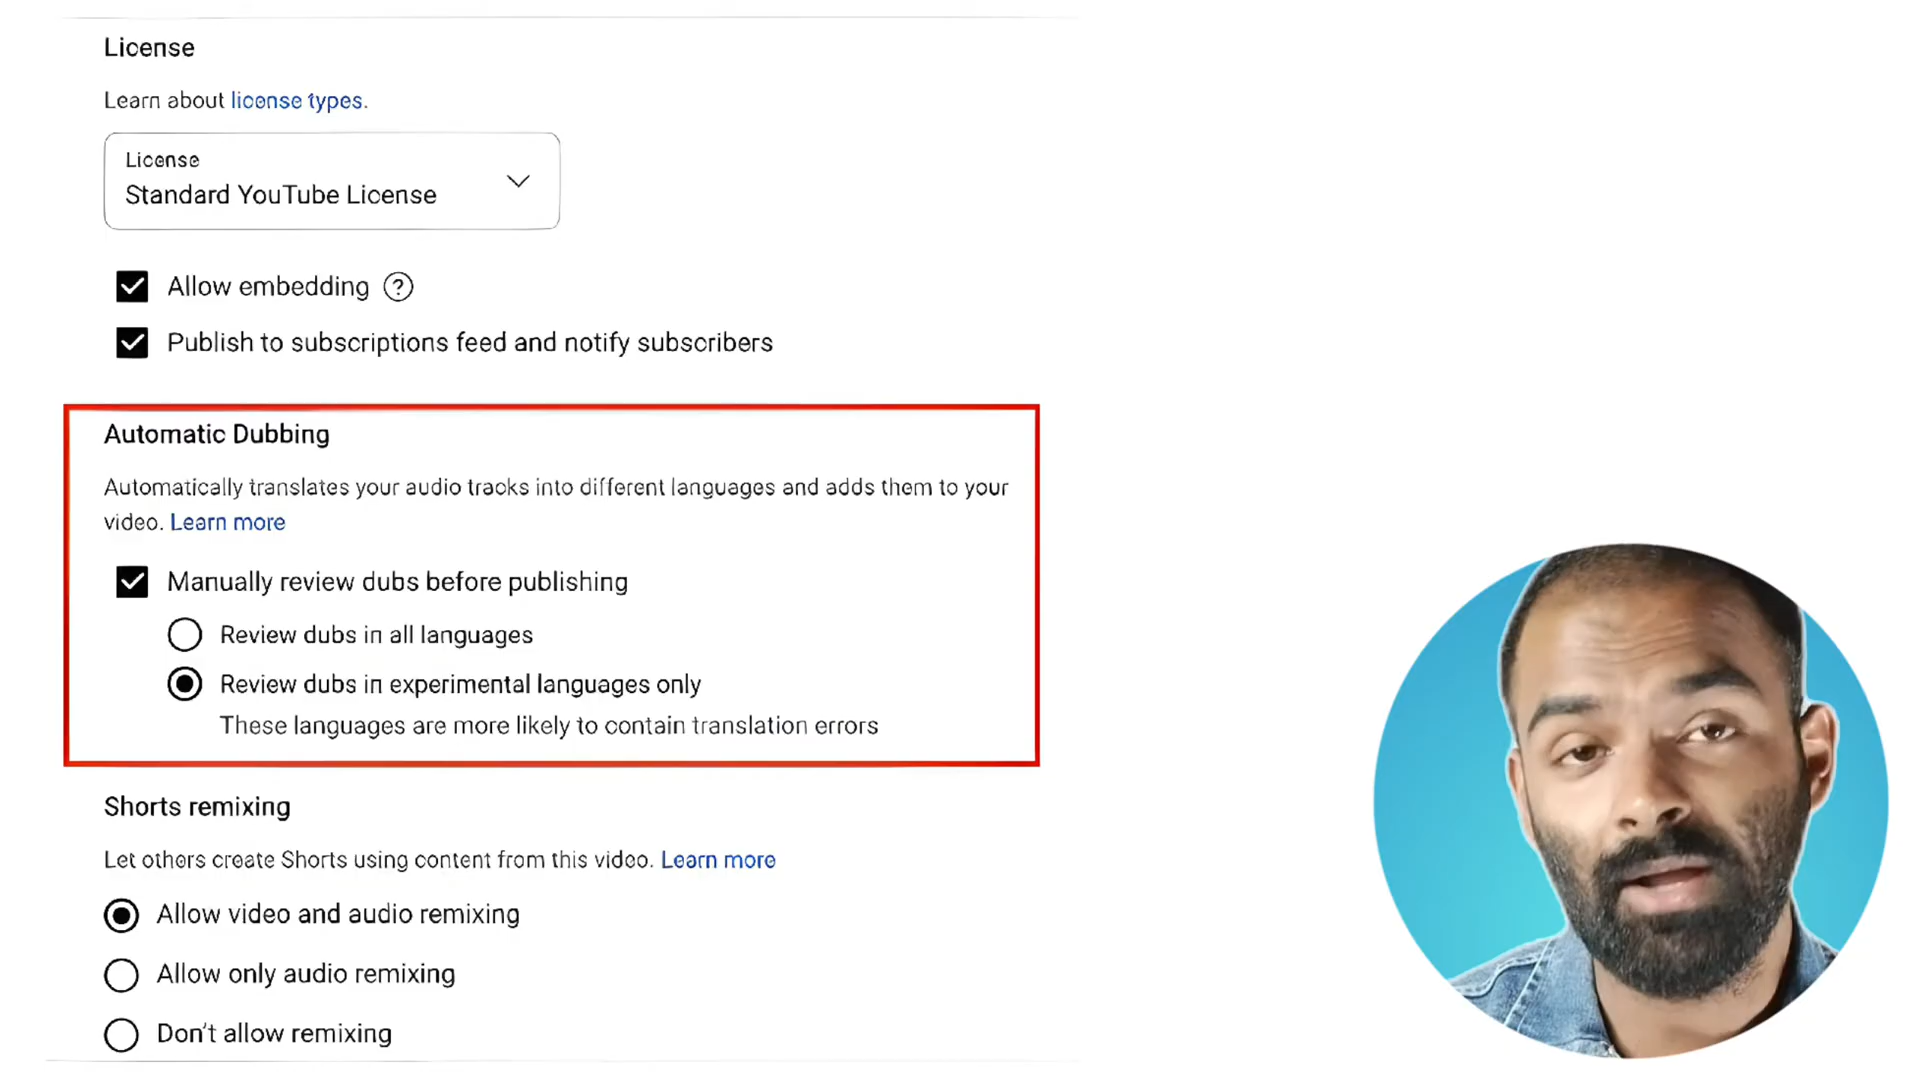 License
Learn about license types.
License
Standard YouTube License
Allow embedding ?
Publish to subscriptions feed and notify subscribers
Automatic Dubbing
Automatically translates your audio tracks into different languages and adds them to your
video. Learn more
Manually review dubs before publishing
Review dubs in all languages
Review dubs in experimental languages only
These languages are more likely to contain translation errors
Shorts remixing
Let others create Shorts using content from this video. Learn more
Allow video and audio remixing
Allow only audio remixing
Don't allow remixing